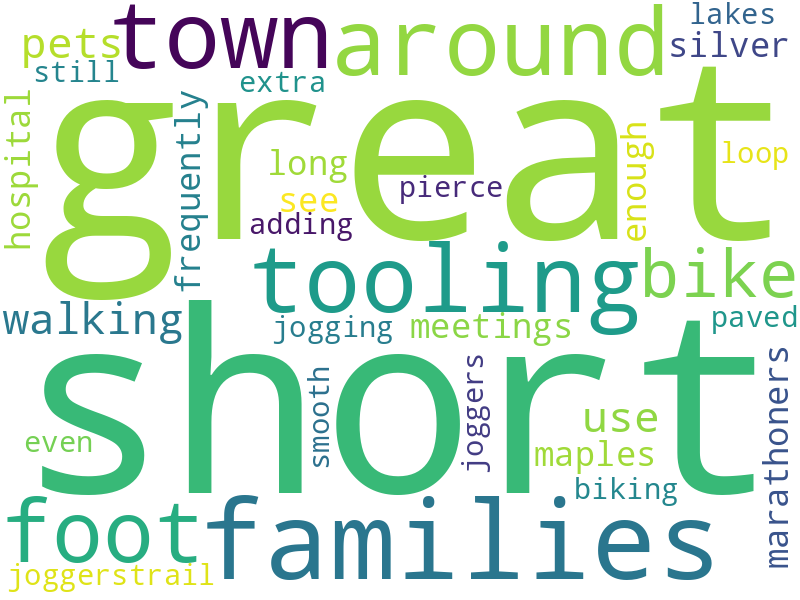 town
around
lakes
pets
silver
still
extra
great
hospital
frequently
long
enough
loop
see
pierce
adding
tooling
bike
walking
jogging
meetings
paved
short
smooth
joggers
marathoners
even
use
maples
biking
foot
families
joggerstrail